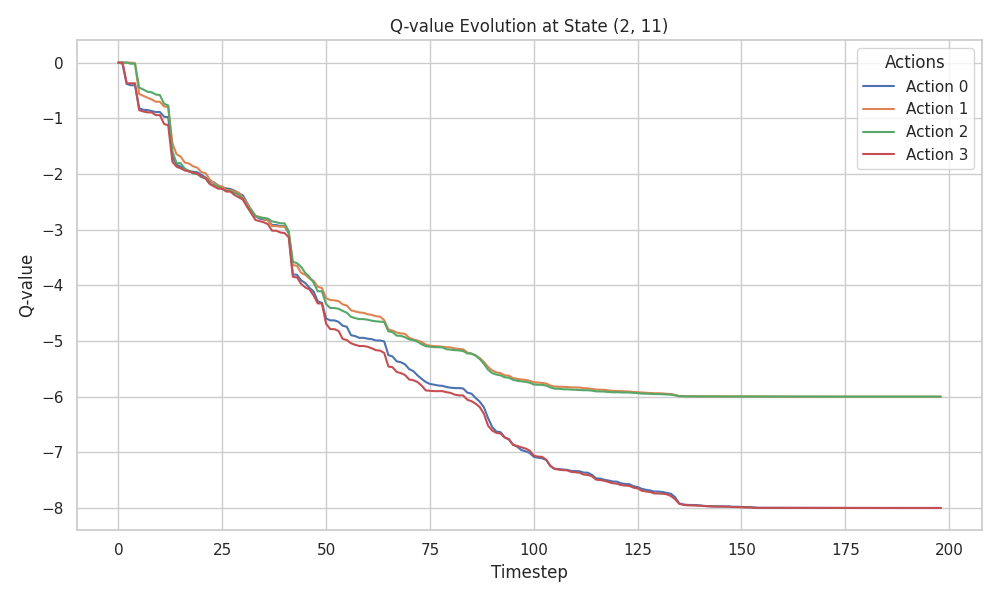 Q-value Evolution at State (2, 11)
Actions
Action 0
Action 1
Action 2
Action 3
Q-value
0
−1
−2
−3
−4
−5
−6
−7
−8
0 25 50 75 100 125 150 175 200
Timestep